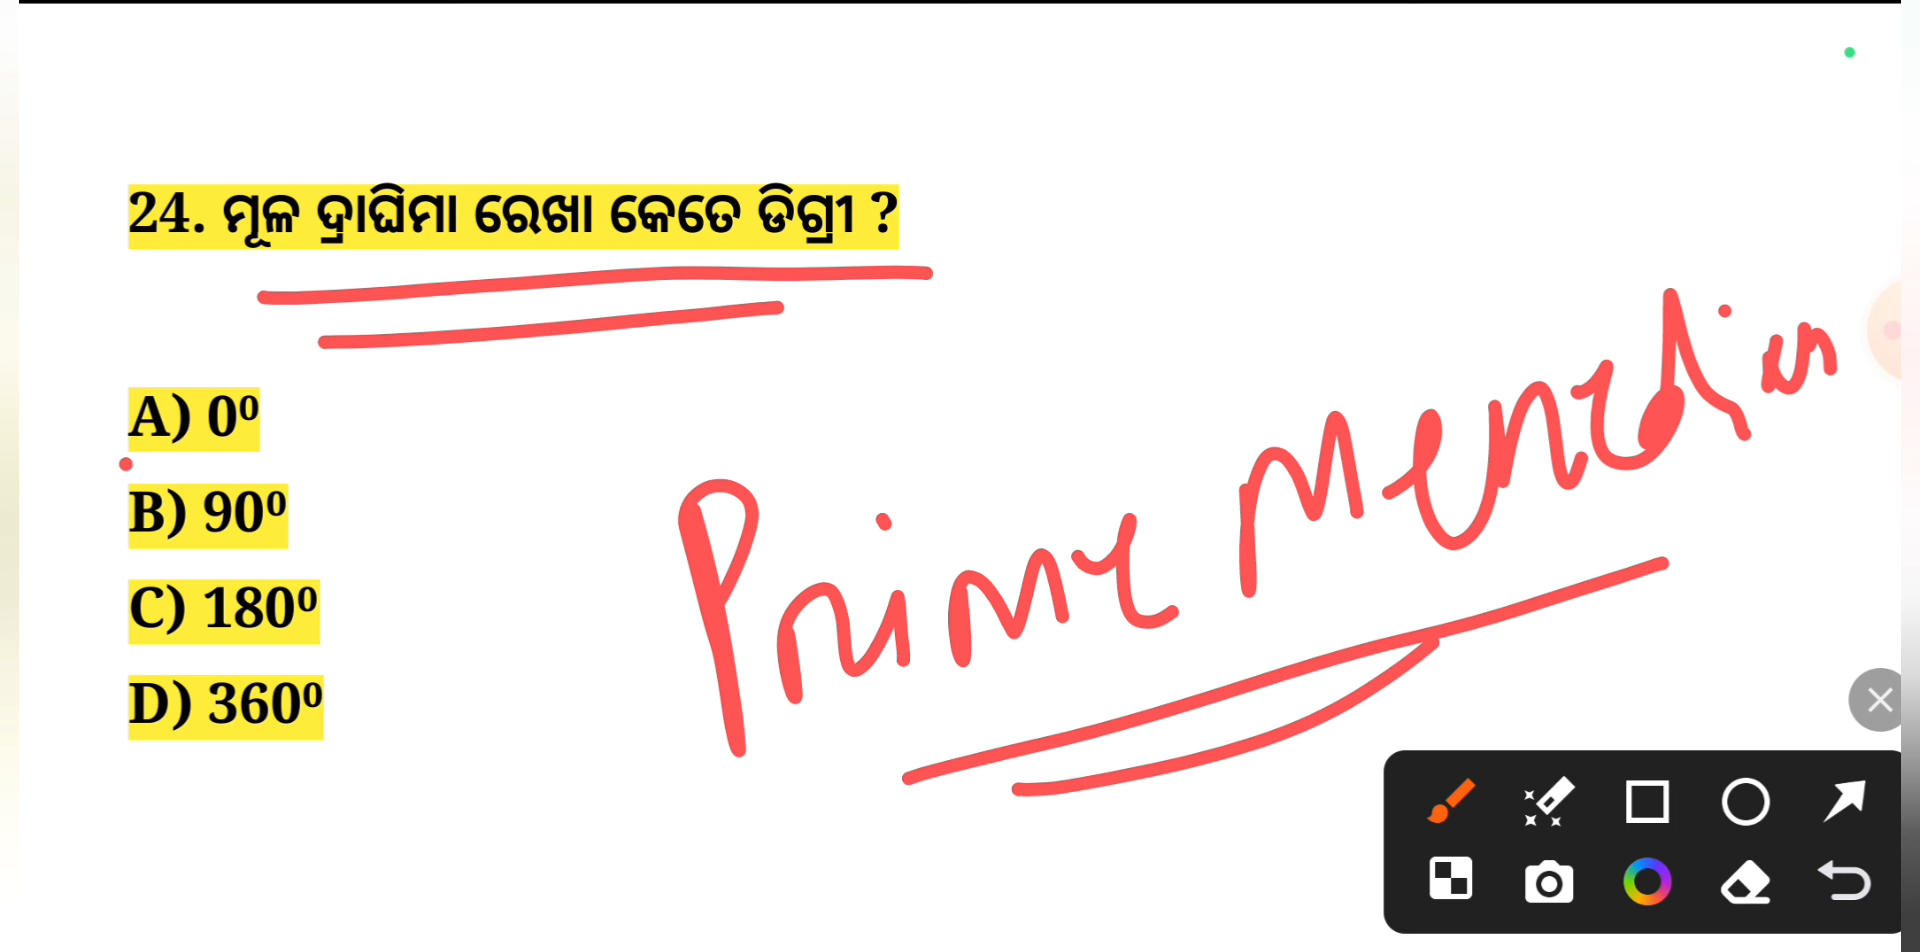 24. ମୂଳ ଦ୍ରାଘିମା ରେଖା କେତେ ଡିଗ୍ରୀ ?
A) 0⁰
B) 90⁰
C) 180⁰
D) 360⁰
Prime Meridian